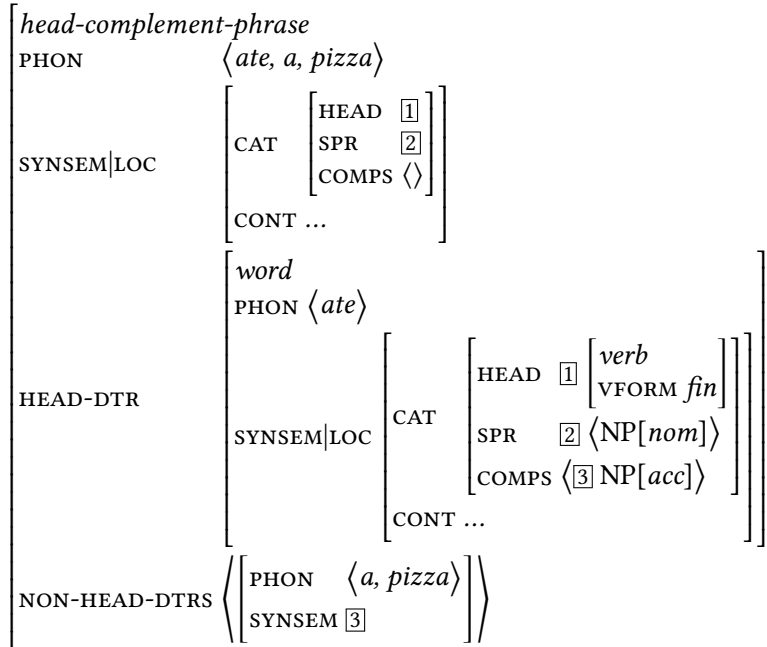 head-complement-phrase
PHON ⟨ate, a, pizza⟩
HEAD 1
SYNSEM|LOC CAT SPR 2
COMPS ⟨⟩
CONT ...
word
PHON ⟨ate⟩
verb
HEAD 1
VFORM fin
HEAD-DTR
CAT
SYNSEM|LOC SPR 2 ⟨NP[nom]⟩
COMPS ⟨3 NP[acc]⟩
CONT ...
PHON ⟨a, pizza⟩
NON-HEAD-DTRS
SYNSEM 3